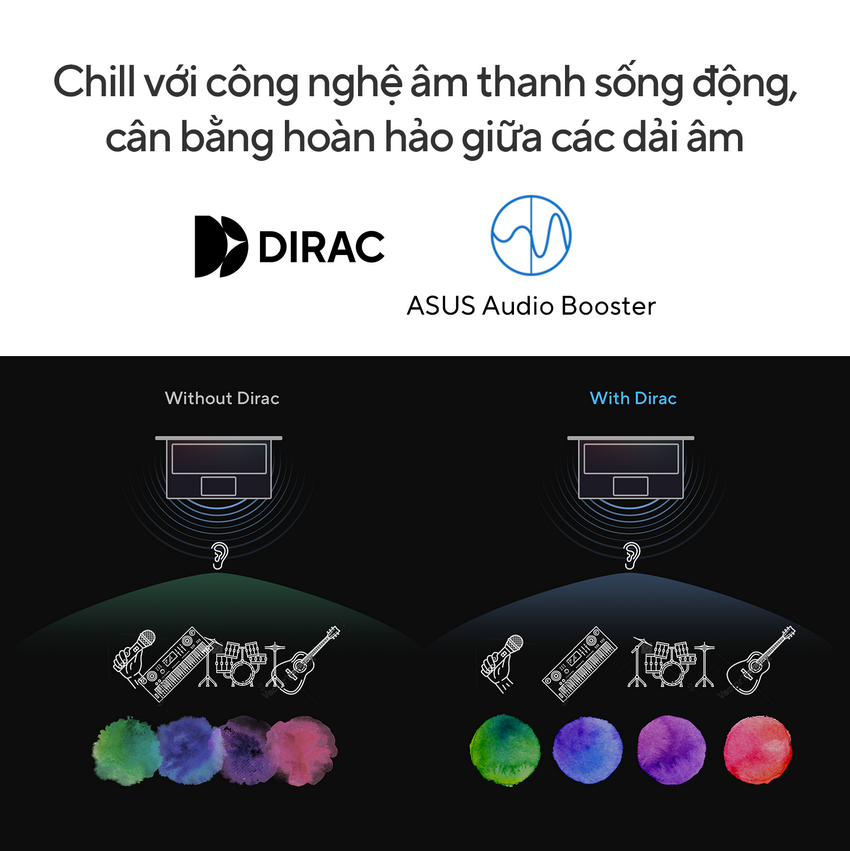 Chill với công nghệ âm thanh sống động,
cân bằng hoàn hảo giữa các dải âm
DIRAC
ASUS Audio Booster
Without Dirac
With Dirac